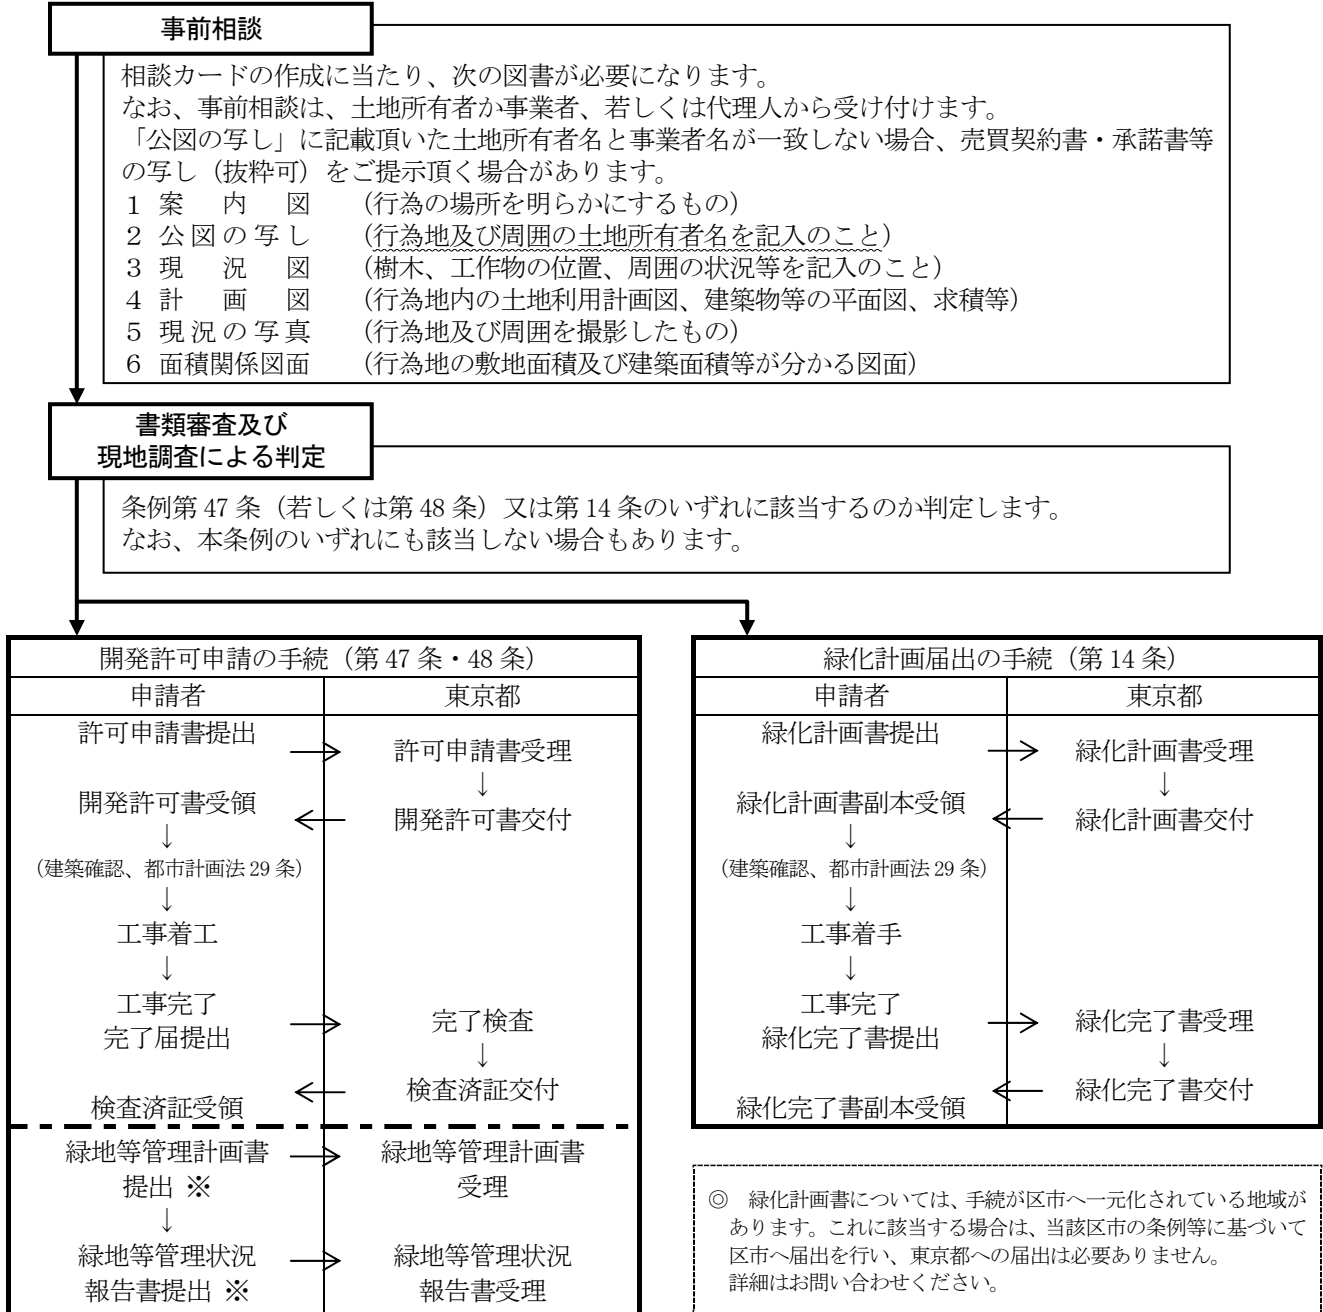 事前相談
相談カードの作成に当たり、次の図書が必要になります。
なお、事前相談は、土地所有者か事業者、若しくは代理人から受け付けます。
「公図の写し」に記載頂いた土地所有者名と事業者名が一致しない場合、売買契約書・承諾書等
の写し（抜粋可）をご提示頂く場合があります。
1 案　内　図　（行為の場所を明らかにするもの）
2 公図の写し　（行為地及び周囲の土地所有者名を記入のこと）
3 現　況　図　（樹木、工作物の位置、周囲の状況等を記入のこと）
4 計　画　図　（行為地内の土地利用計画図、建築物等の平面図、求積等）
5 現況の写真　（行為地及び周囲を撮影したもの）
6 面積関係図面　（行為地の敷地面積及び建築面積等が分かる図面）
書類審査及び
現地調査による判定
条例第 47 条（若しくは第 48 条）又は第 14 条のいずれに該当するのか判定します。
なお、本条例のいずれにも該当しない場合もあります。
開発許可申請の手続（第 47 条・48 条）
申請者　東京都
許可申請書提出
→ 許可申請書受理
↓
開発許可書受領
← 開発許可書交付
↓
（建築確認、都市計画法 29 条）
↓
工事着工
↓
工事完了
完了届提出 → 完了検査
↓
← 検査済証交付
検査済証受領
緑地等管理計画書 → 緑地等管理計画書
提出 ※　受理
↓
緑地等管理状況 → 緑地等管理状況
報告書提出 ※　報告書受理
緑化計画届出の手続（第 14 条）
申請者　東京都
緑化計画書提出
→ 緑化計画書受理
↓
緑化計画書副本受領
← 緑化計画書交付
↓
（建築確認、都市計画法 29 条）
↓
工事着手
↓
工事完了
緑化完了書提出 → 緑化完了書受理
↓
← 緑化完了書交付
緑化完了書副本受領
◎　緑化計画書については、手続が区市へ一元化されている地域が
あります。これに該当する場合は、当該区市の条例等に基づいて
区市へ届出を行い、東京都への届出は必要ありません。
詳細はお問い合わせください。